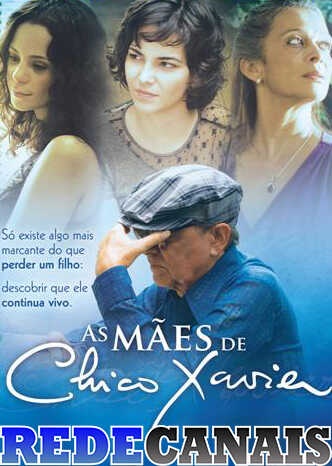 Só existe algo mais
marcante do que
perder um filho:
descobrir que ele
continua vivo.
AS MÃES DE
Chico Xavier
REDECANAIS